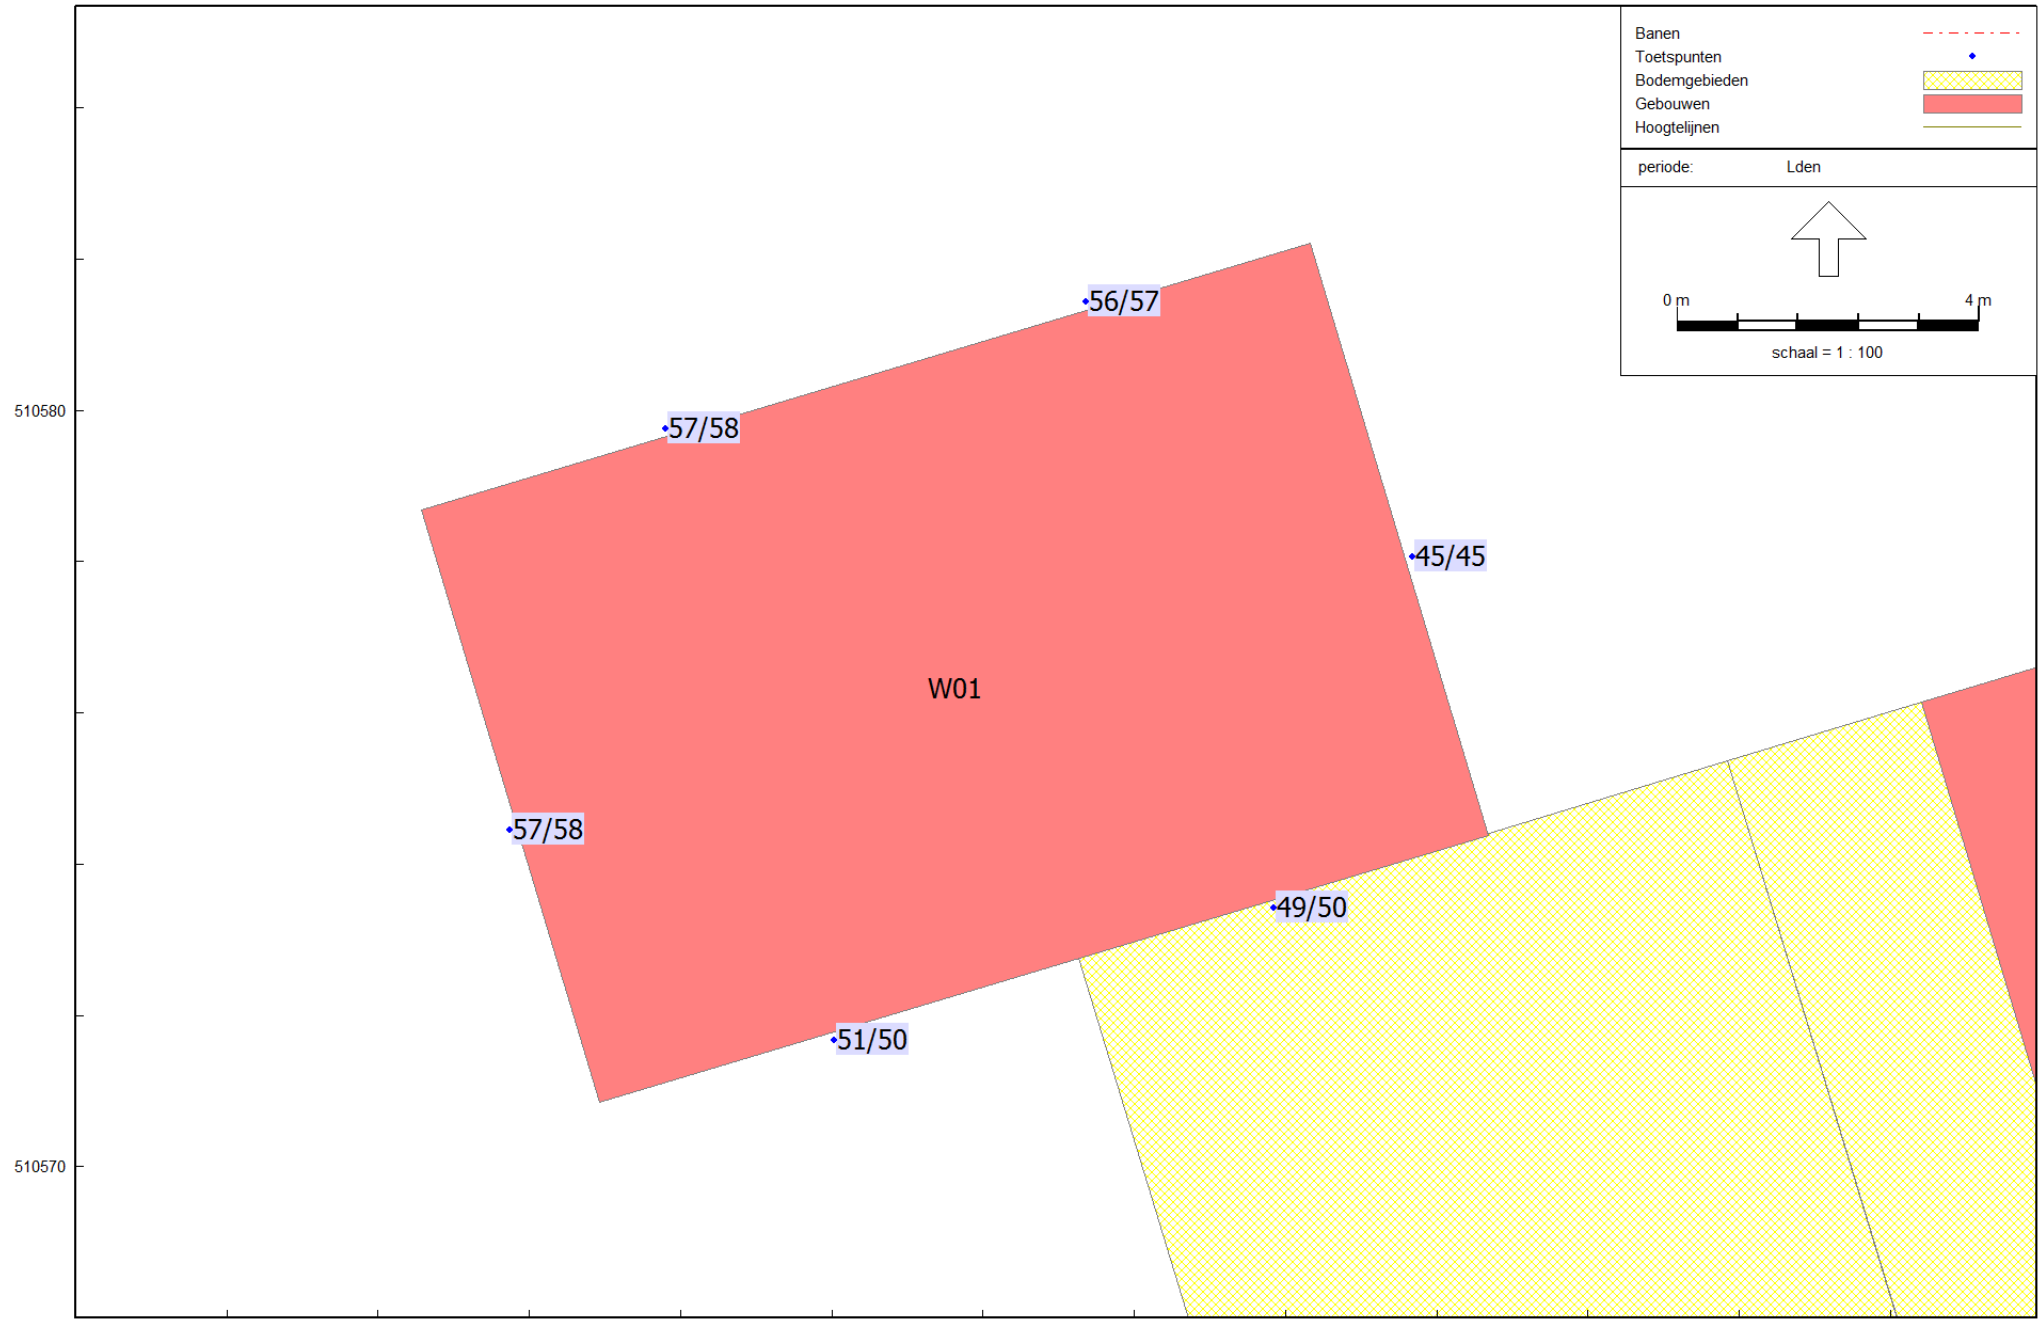 Banen
Toetspunten
Bodemgebieden
Gebouwen
Hoogtelijnen
periode: Lden
0 m 4 m
schaal = 1 : 100
56/57
510580
57/58
45/45
W01
57/58
49/50
51/50
510570